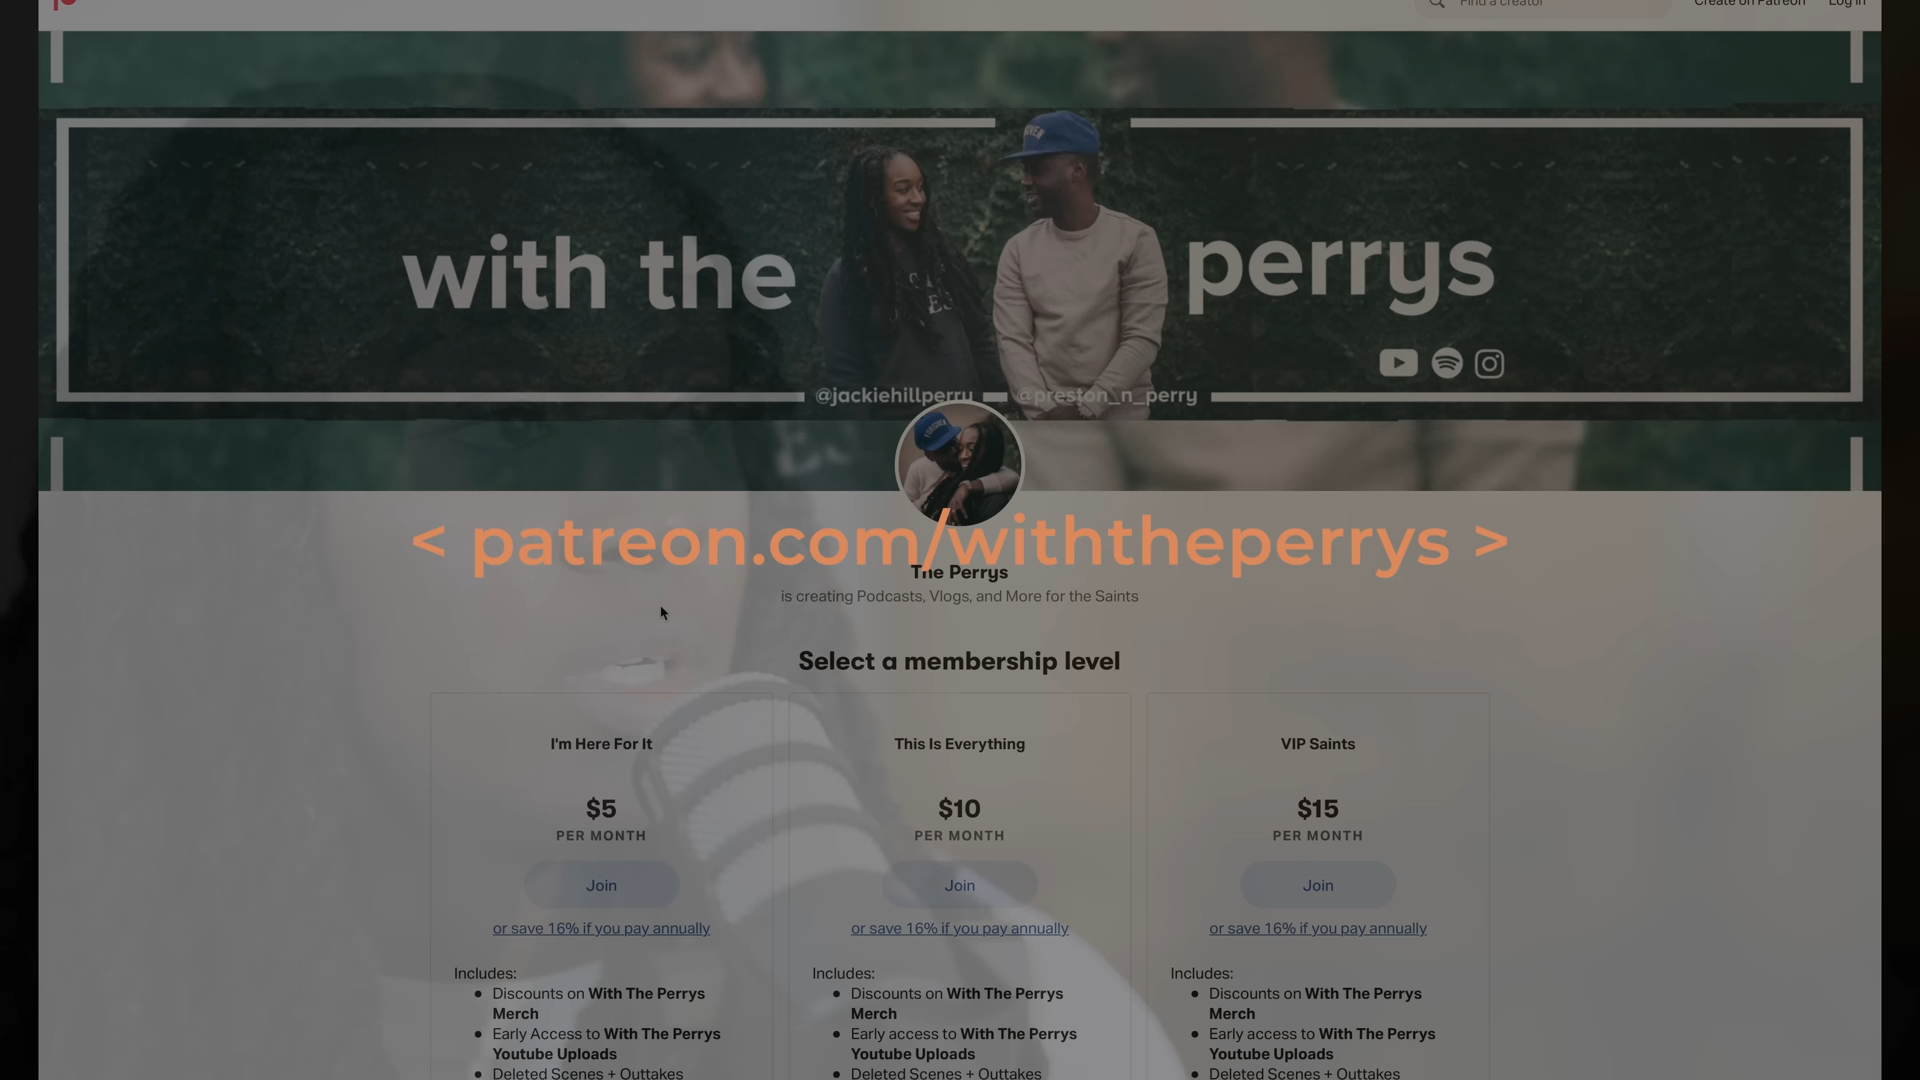 Find a creator
Create on Patreon
Log in
with the
perrys
@jackiehillperry
@preston_n_perry
< patreon.com/withtheperrys >
The Perrys
is creating Podcasts, Vlogs, and More for the Saints
Select a membership level
I'm Here For It
$5
PER MONTH
Join
or save 16% if you pay annually
Includes:
Discounts on With The Perrys
Merch
Early Access to With The Perrys
Youtube Uploads
Deleted Scenes + Outtakes
This Is Everything
$10
PER MONTH
Join
or save 16% if you pay annually
Includes:
Discounts on With The Perrys
Merch
Early access to With The Perrys
Youtube Uploads
Deleted Scenes + Outtakes
VIP Saints
$15
PER MONTH
Join
or save 16% if you pay annually
Includes:
Discounts on With The Perrys
Merch
Early access to With The Perrys
Youtube Uploads
Deleted Scenes + Outtakes